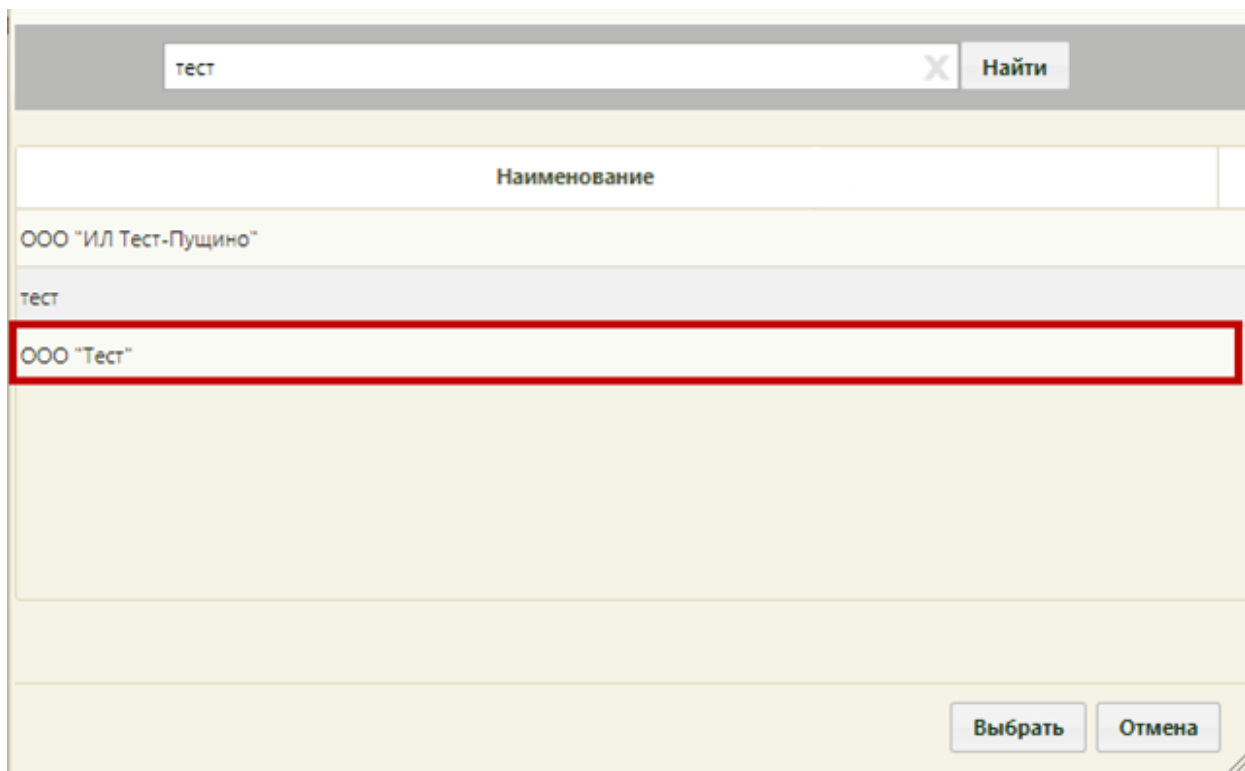 тест X Найти
Наименование
ООО "ИЛ Тест-Пущино"
тест
ООО "Тест"
Выбрать Отмена